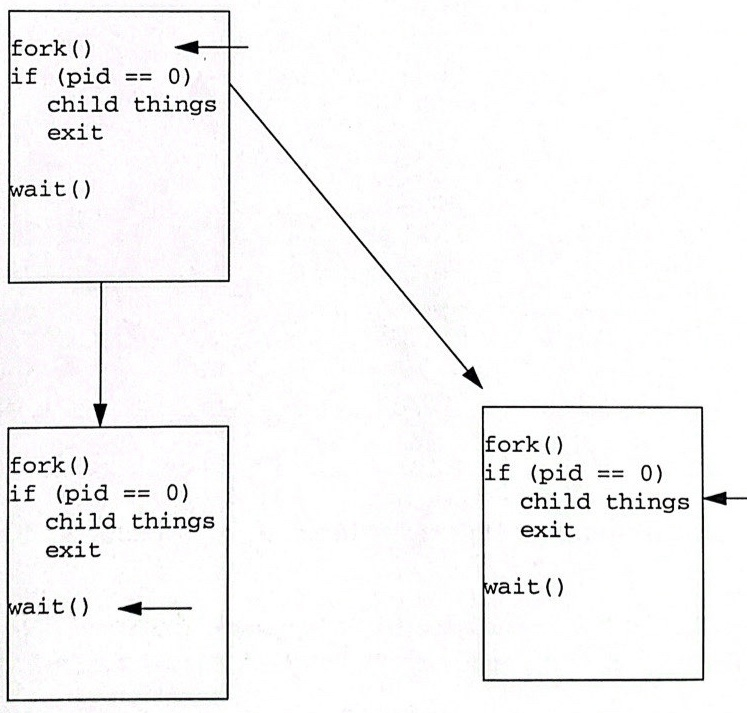 fork()
if (pid == 0)
child things
exit
wait()
fork()
if (pid == 0)
child things
exit
wait()
fork()
if (pid == 0)
child things
exit
wait()